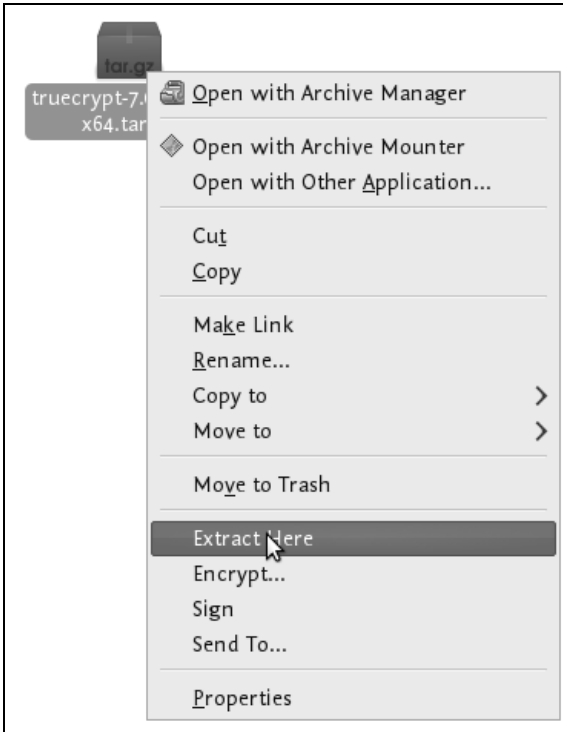 tar.gz
truecrypt-7.
x64.tar
Open with Archive Manager
Open with Archive Mounter
Open with Other Application...
Cut
Copy
Make Link
Rename...
Copy to
Move to
Move to Trash
Extract Here
Encrypt...
Sign
Send To...
Properties